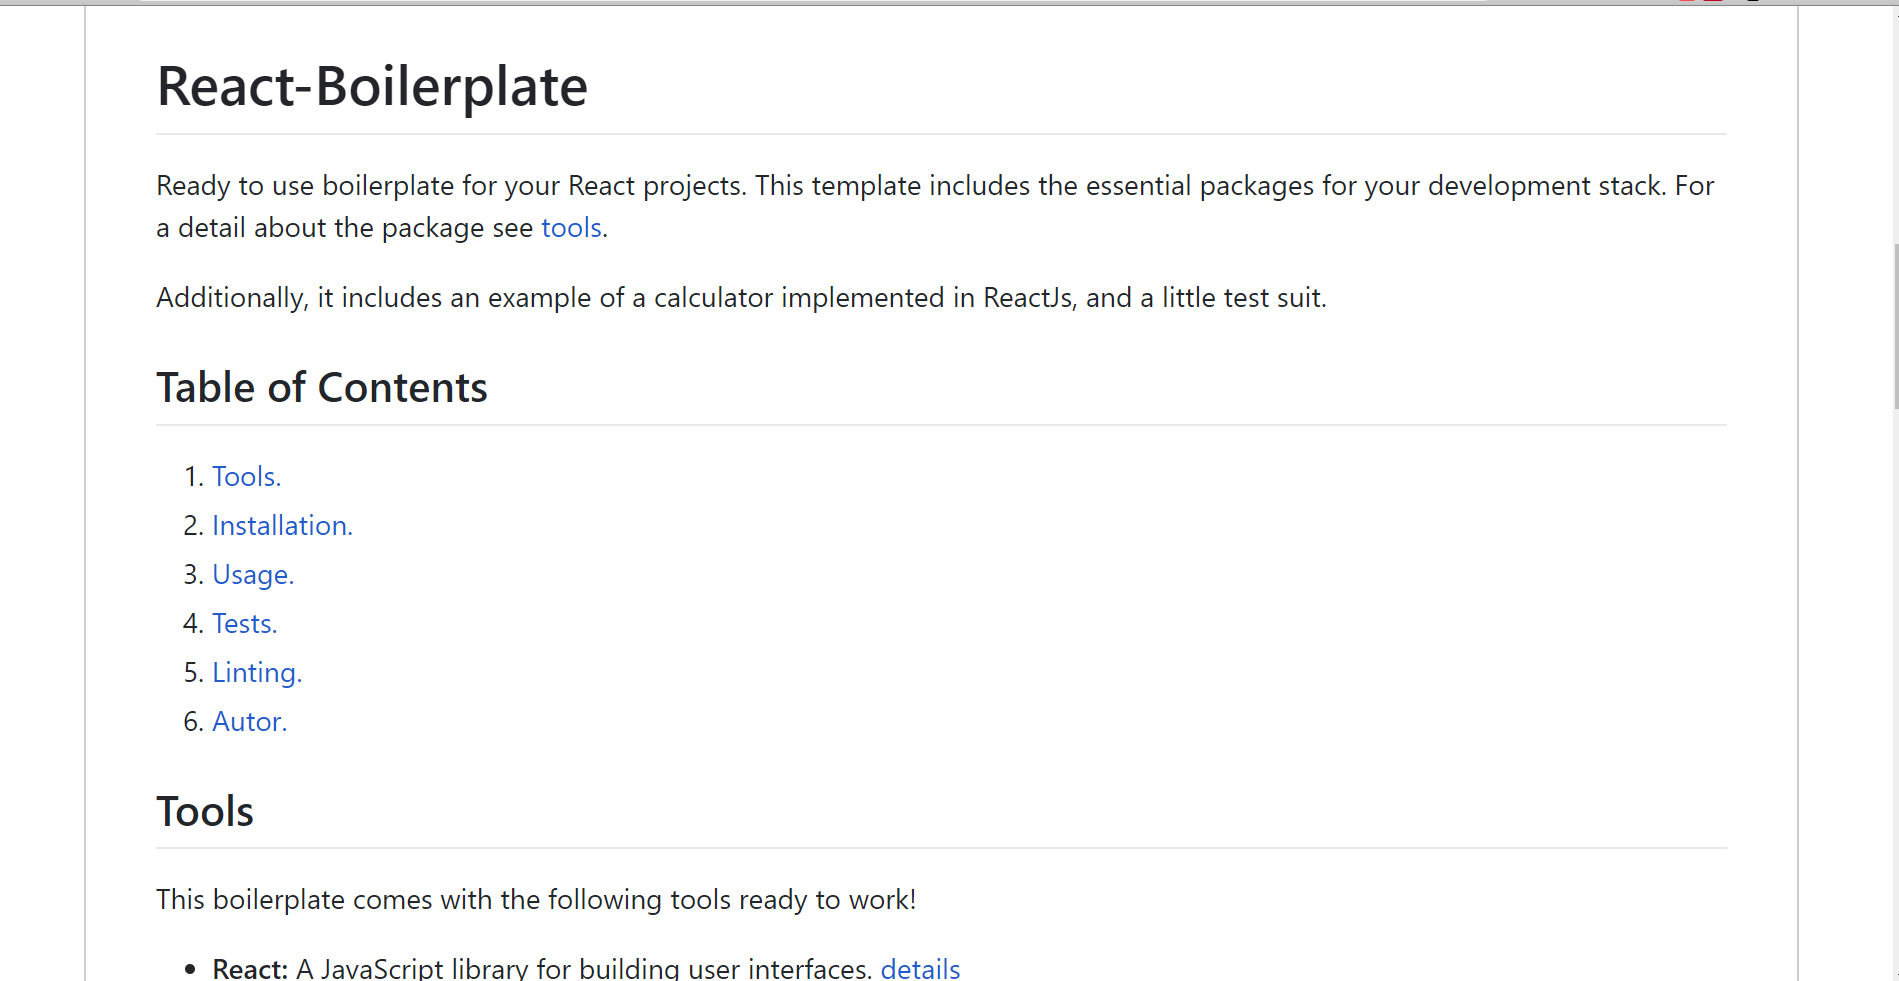 React-Boilerplate
Ready to use boilerplate for your React projects. This template includes the essential packages for your development stack. For
a detail about the package see tools.
Additionally, it includes an example of a calculator implemented in ReactJs, and a little test suit.
Table of Contents
1. Tools.
2. Installation.
3. Usage.
4. Tests.
5. Linting.
6. Autor.
Tools
This boilerplate comes with the following tools ready to work!
• React: A JavaScript library for building user interfaces. details